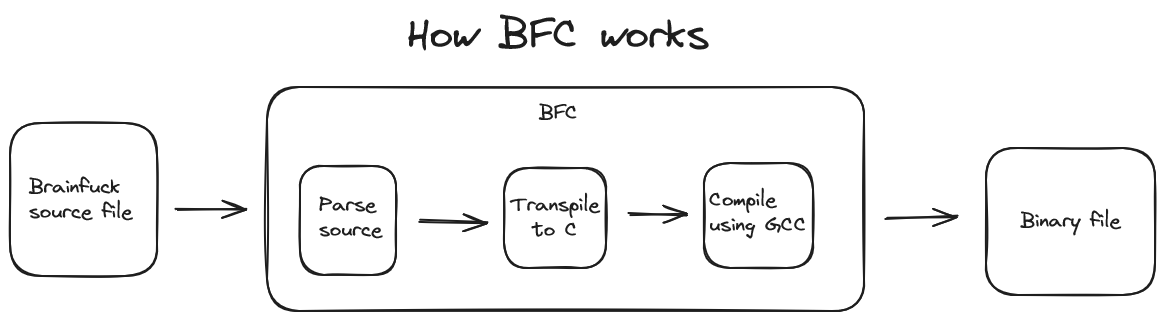 How BFC works
BFC
Brainfuck
source file
Parse
source
Transpile
to C
Compile
using GCC
Binary file